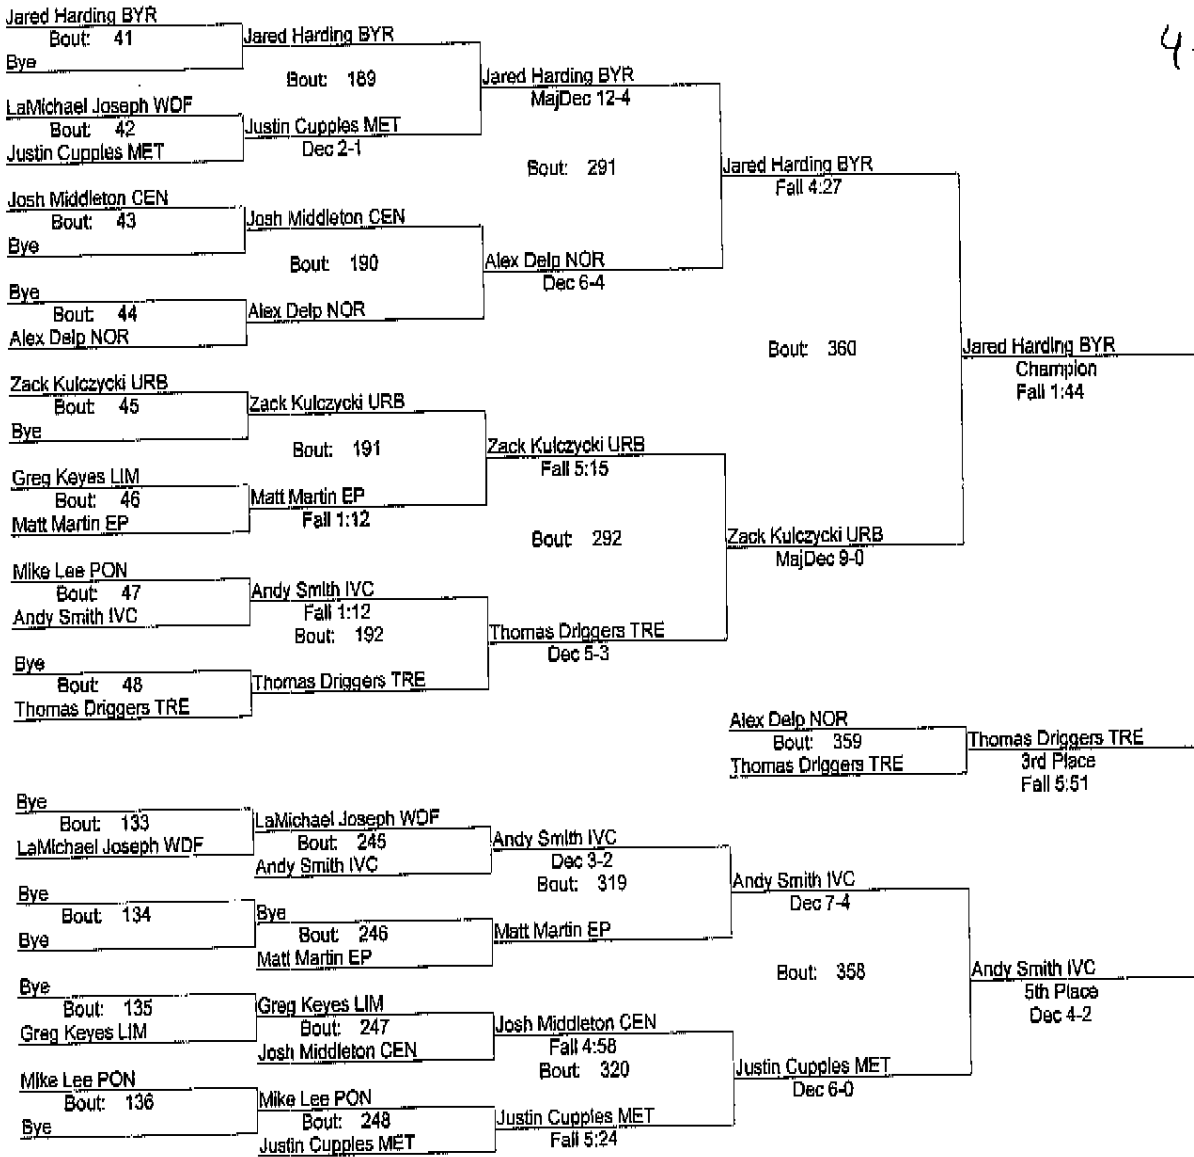 4-
Jared Harding BYR
Bout: 41
Bye
Jared Harding BYR
Bout: 189
LaMichael Joseph WDF
Bout: 42
Justin Cupples MET
Justin Cupples MET
Dec 2-1
Jared Harding BYR
MajDec 12-4
Bout: 291
Josh Middleton CEN
Bout: 43
Bye
Josh Middleton CEN
Bout: 190
Bye
Bout: 44
Alex Delp NOR
Alex Delp NOR
Alex Delp NOR
Dec 6-4
Jared Harding BYR
Fall 4:27
Bout: 360
Zack Kulczycki URB
Bout: 45
Bye
Zack Kulczycki URB
Bout: 191
Greg Keyes LIM
Bout: 46
Matt Martin EP
Matt Martin EP
Fall 1:12
Zack Kulczycki URB
Fall 5:15
Bout: 292
Mike Lee PON
Bout: 47
Andy Smith IVC
Andy Smith IVC
Fall 1:12
Bout: 192
Bye
Bout: 48
Thomas Driggers TRE
Thomas Driggers TRE
Thomas Driggers TRE
Dec 5-3
Zack Kulczycki URB
MajDec 9-0
Jared Harding BYR
Champion
Fall 1:44
Alex Delp NOR
Bout: 359
Thomas Driggers TRE
Thomas Driggers TRE
3rd Place
Fall 5:51
Bye
Bout: 133
LaMichael Joseph WDF
LaMichael Joseph WDF
Bout: 245
Andy Smith IVC
Andy Smith IVC
Dec 3-2
Bout: 319
Bye
Bout: 134
Bye
Bye
Bout: 246
Matt Martin EP
Matt Martin EP
Andy Smith IVC
Dec 7-4
Bout: 358
Bye
Bout: 135
Greg Keyes LIM
Greg Keyes LIM
Bout: 247
Josh Middleton CEN
Josh Middleton CEN
Fall 4:58
Bout: 320
Mike Lee PON
Bout: 136
Bye
Mike Lee PON
Bout: 248
Justin Cupples MET
Justin Cupples MET
Fall 5:24
Justin Cupples MET
Dec 6-0
Andy Smith IVC
5th Place
Dec 4-2